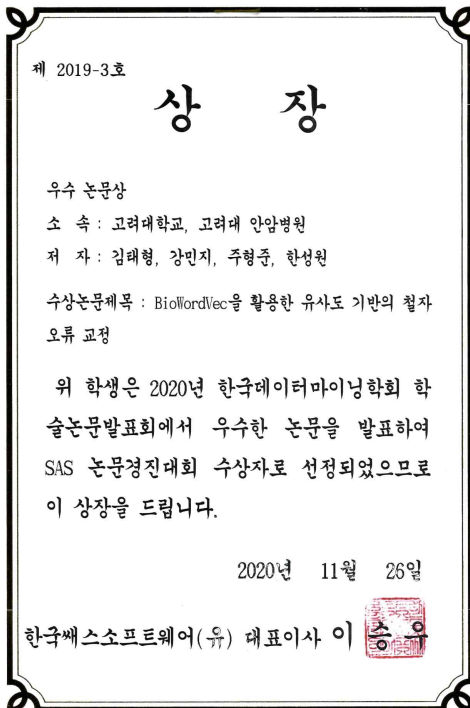 제 2019-3호
상 장
우수 논문상
소 속 : 고려대학교, 고려대 안암병원
저 자 : 김태형, 강민지, 주형준, 한성원
수상논문제목 : BioWordVec을 활용한 유사도 기반의 철자
오류 교정
위 학생은 2020년 한국데이터마이닝학회 학
술논문발표회에서 우수한 논문을 발표하여
SAS 논문경진대회 수상자로 선정되었으므로
이 상장을 드립니다.
2020년 11월 26일
한국쌔스소프트웨어(유) 대표이사 이 승 우